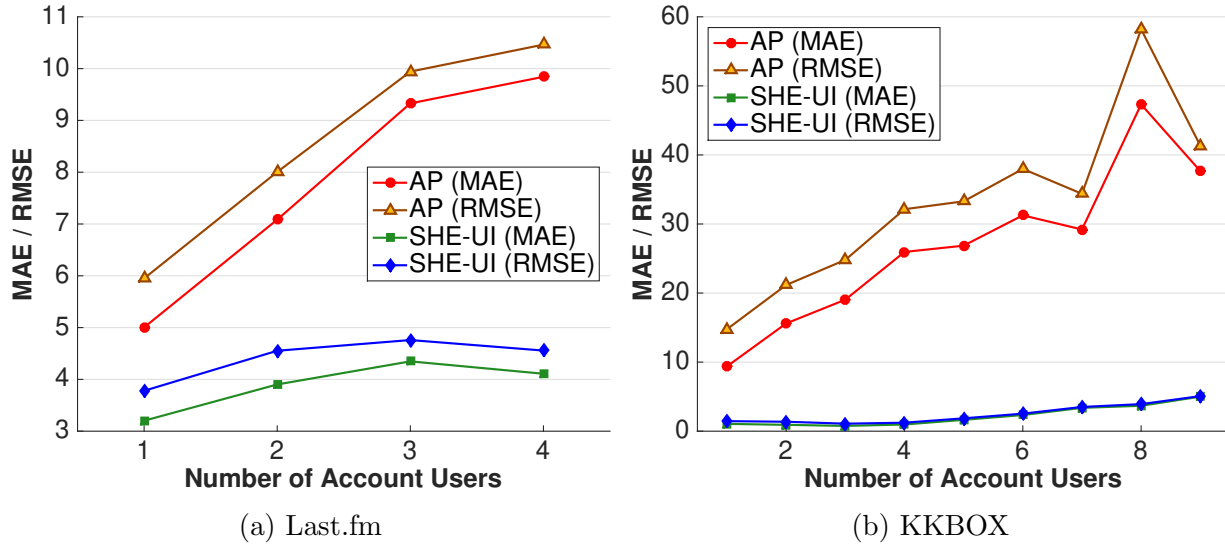 11
10
9
8
7
6
5
4
3
MAE / RMSE
AP (MAE)
AP (RMSE)
SHE-UI (MAE)
SHE-UI (RMSE)
1 2 3 4
Number of Account Users
(a) Last.fm
60
50
40
30
20
10
0
MAE / RMSE
AP (MAE)
AP (RMSE)
SHE-UI (MAE)
SHE-UI (RMSE)
2 4 6 8
Number of Account Users
(b) KKBOX